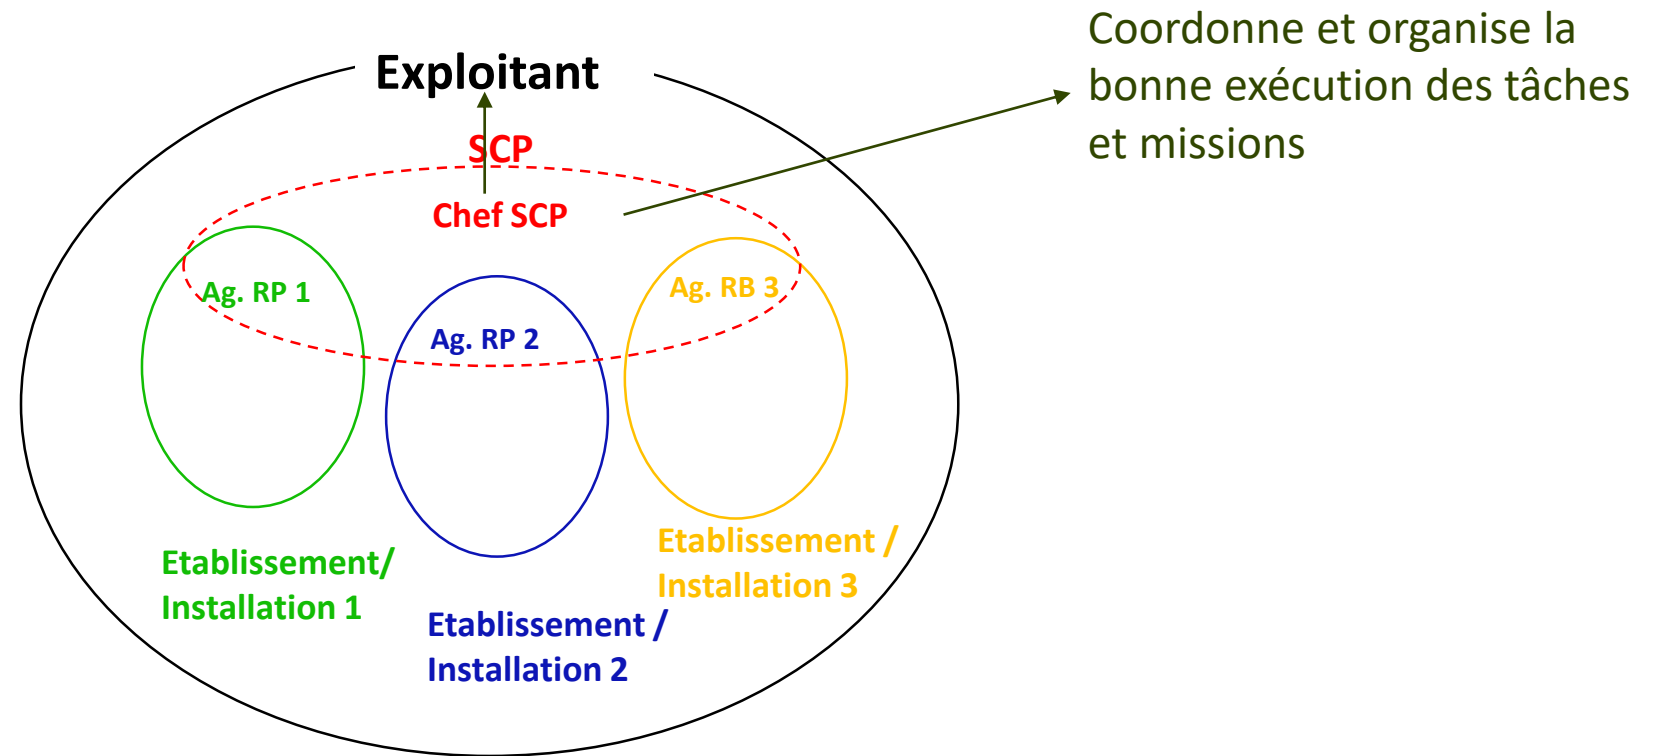 Coordonne et organise la
bonne exécution des tâches
et missions
Exploitant
SCP
Chef SCP
Ag. RP 1
Ag. RP 2
Ag. RB 3
Etablissement/
Installation 1
Etablissement /
Installation 2
Etablissement /
Installation 3